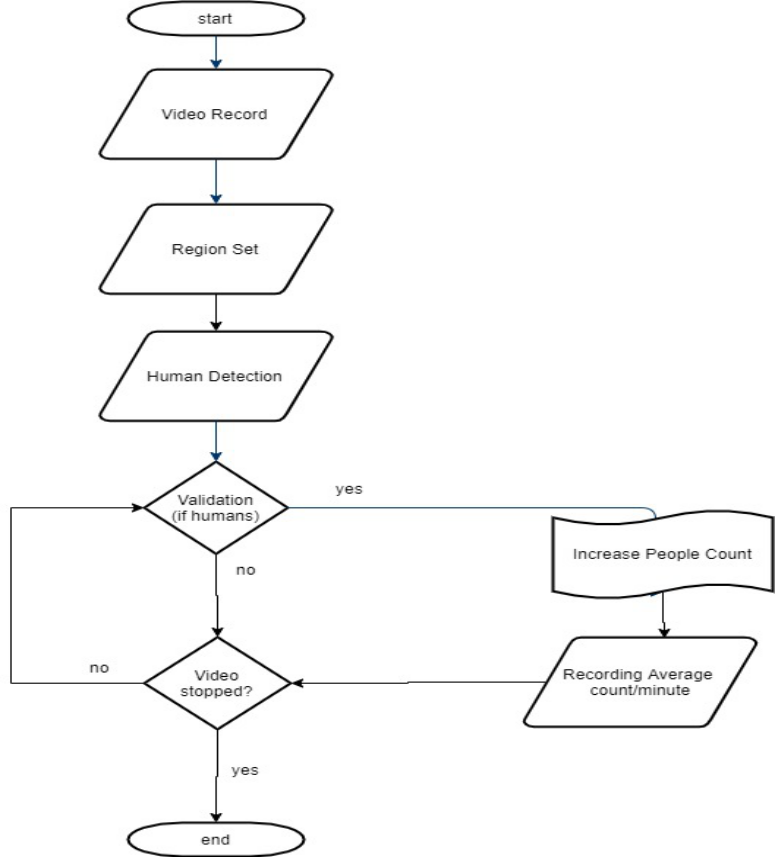 start
Video Record
Region Set
Human Detection
Validation
(if humans)
yes
Increase People Count
no
Recording Average
count/minute
Video
stopped?
no
yes
end